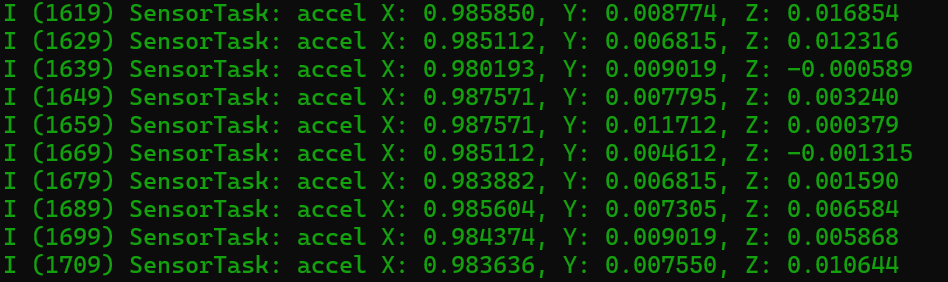 I (1619) SensorTask: accel X: 0.985850, Y: 0.008774, Z: 0.016854
I (1629) SensorTask: accel X: 0.985112, Y: 0.006815, Z: 0.012316
I (1639) SensorTask: accel X: 0.980193, Y: 0.009019, Z: -0.000589
I (1649) SensorTask: accel X: 0.987571, Y: 0.007795, Z: 0.003240
I (1659) SensorTask: accel X: 0.987571, Y: 0.011712, Z: 0.000379
I (1669) SensorTask: accel X: 0.985112, Y: 0.004612, Z: -0.001315
I (1679) SensorTask: accel X: 0.983882, Y: 0.006815, Z: 0.001590
I (1689) SensorTask: accel X: 0.985604, Y: 0.007305, Z: 0.006584
I (1699) SensorTask: accel X: 0.984374, Y: 0.009019, Z: 0.005868
I (1709) SensorTask: accel X: 0.983636, Y: 0.007550, Z: 0.010644